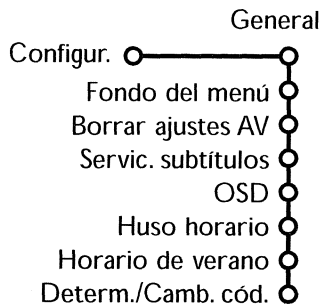 General
Configur.
Fondo del menú
Borrar ajustes AV
Servic. subtítulos
OSD
Huso horario
Horario de verano
Determ./Camb. cód.